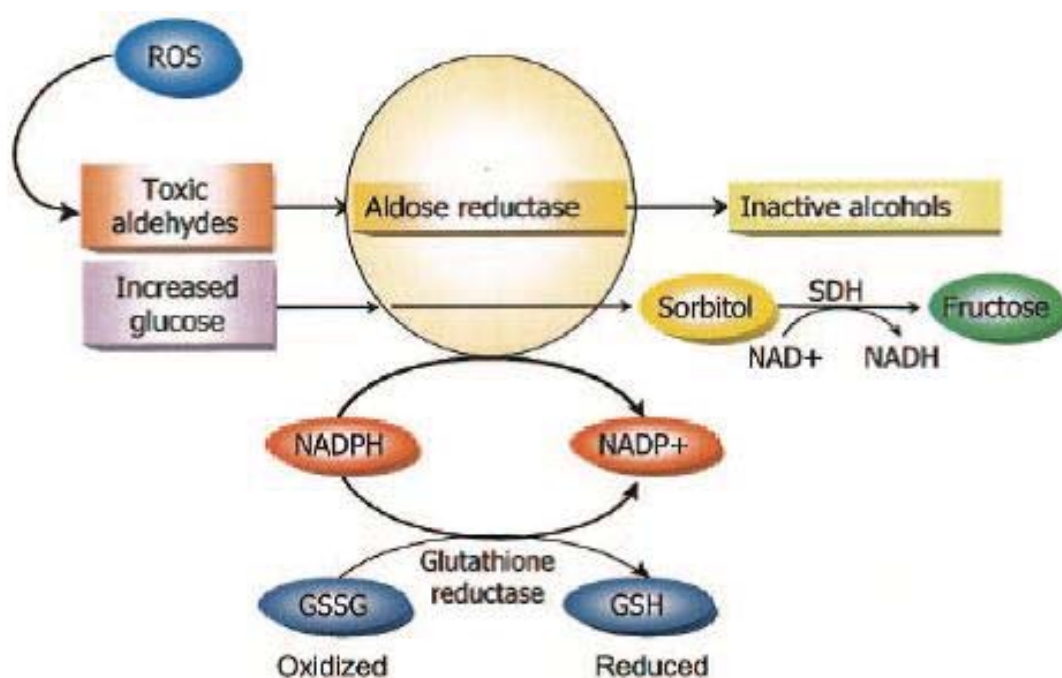 ROS
Toxic
aldehydes
Aldose reductase
Inactive alcohols
Increased
glucose
Sorbitol
SDH
Fructose
NAD+
NADH
NADPH
NADP+
Glutathione
reductase
GSSG
GSH
Oxidized
Reduced